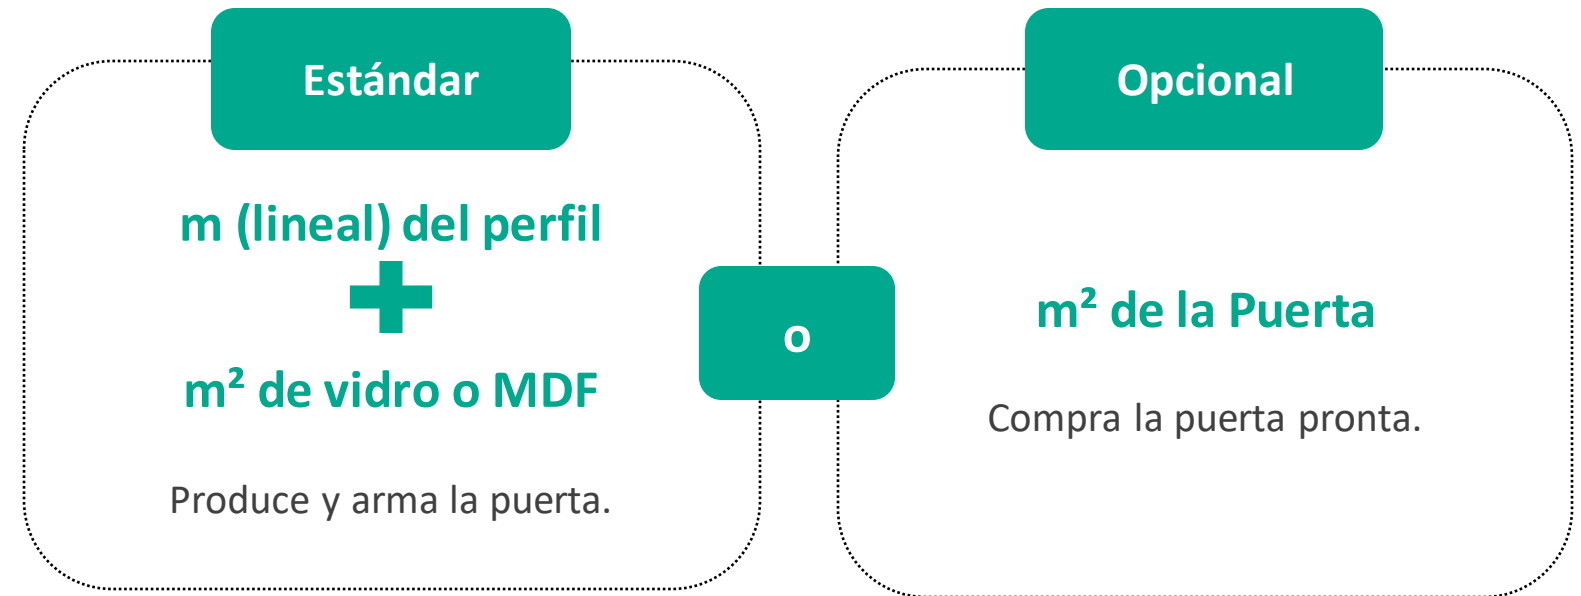 Estándar
m (lineal) del perfil
m² de vidro o MDF
Produce y arma la puerta.
o
Opcional
m² de la Puerta
Compra la puerta pronta.